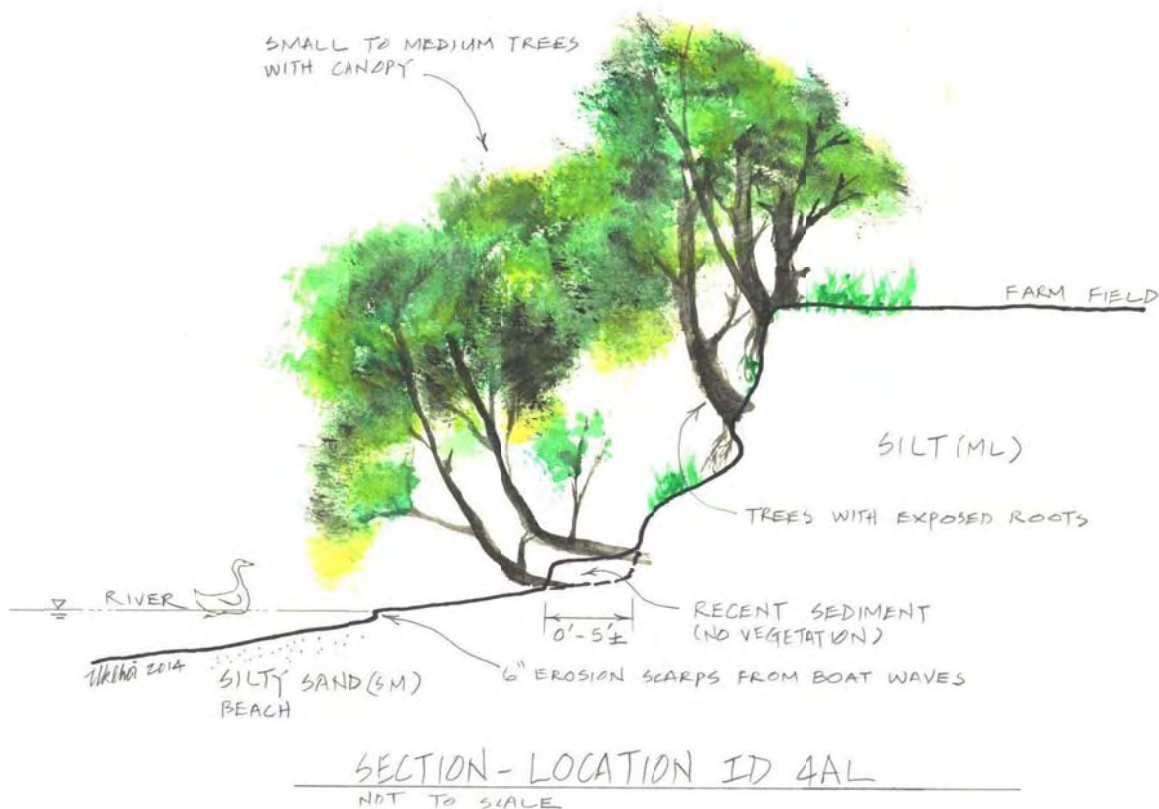 SMALL TO MEDIUM TREES
WITH CANOPY
FARM FIELD
SILT (ML)
TREES WITH EXPOSED ROOTS
RIVER
RECENT SEDIMENT
(NO VEGETATION)
0'-5'±
6" EROSION SCARPS FROM BOAT WAVES
2014
SILTY SAND (SM)
BEACH
SECTION - LOCATION ID 4AL
NOT TO SCALE